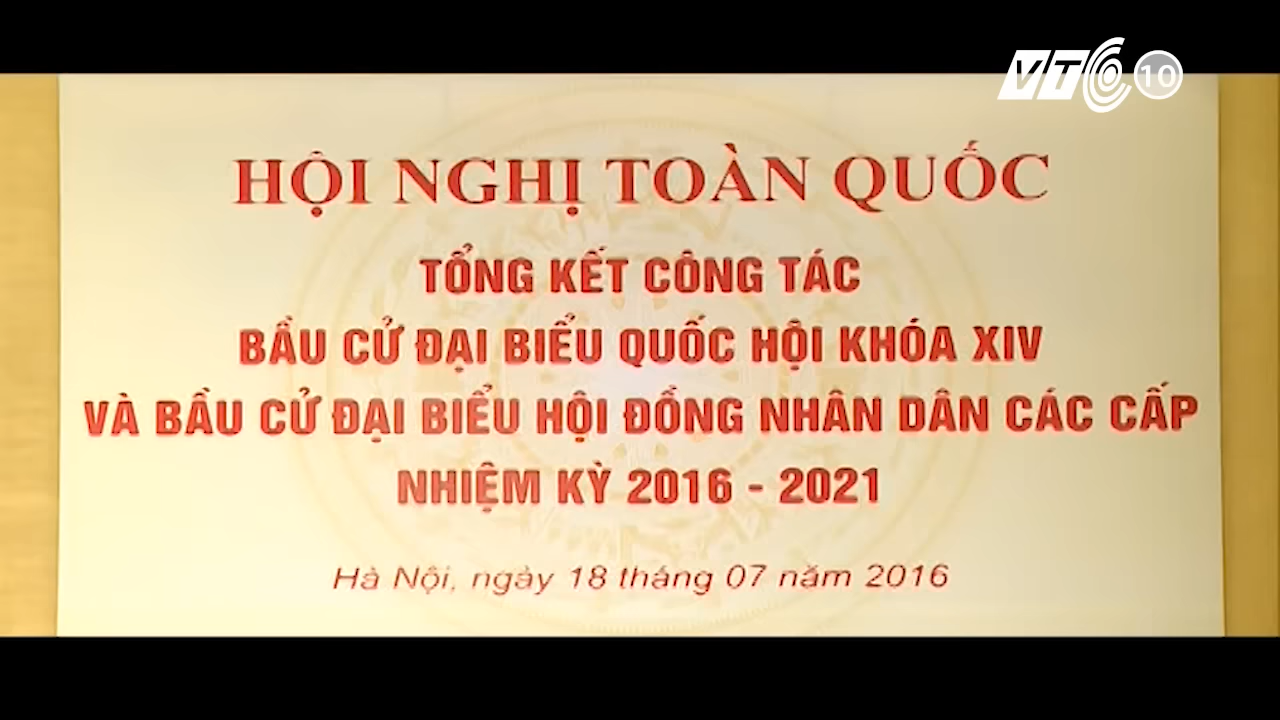 VTC 10
HỘI NGHỊ TOÀN QUỐC
TỔNG KẾT CÔNG TÁC
BẦU CỬ ĐẠI BIỂU QUỐC HỘI KHÓA XIV
VÀ BẦU CỬ ĐẠI BIỂU HỘI ĐỒNG NHÂN DÂN CÁC CẤP
NHIỆM KỲ 2016 - 2021
Hà Nội, ngày 18 tháng 07 năm 2016